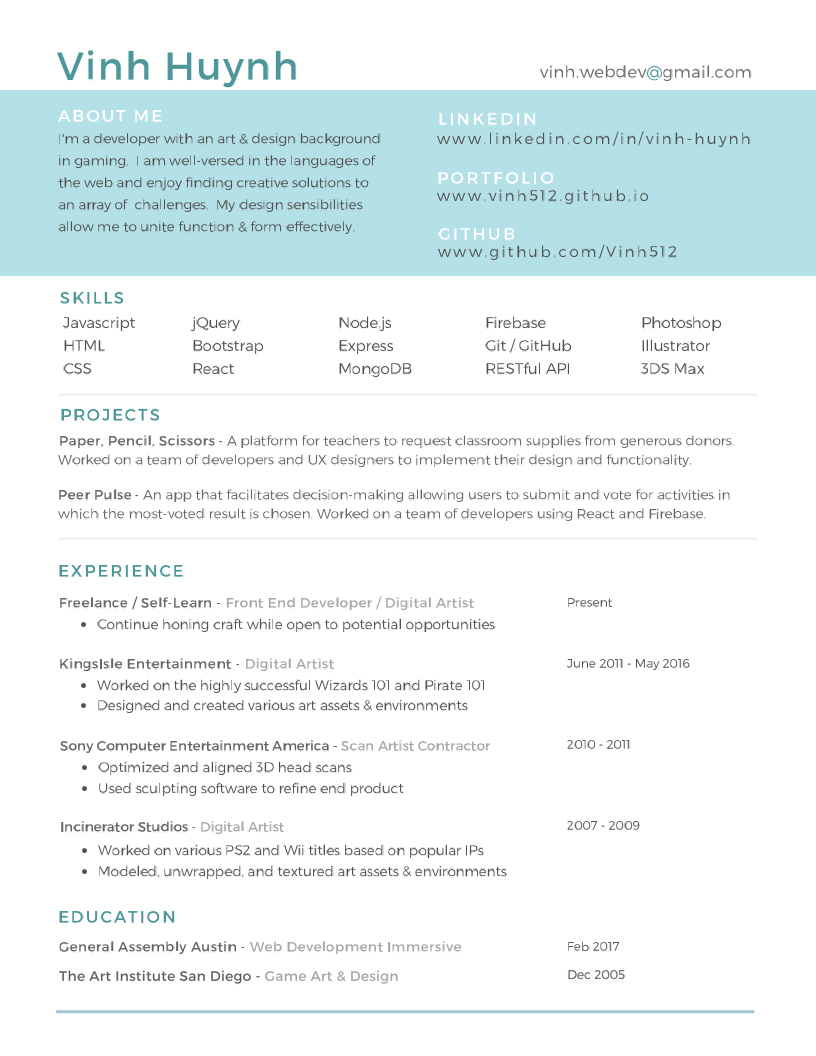 Vinh Huynh
vinh.webdev@gmail.com
ABOUT ME
I'm a developer with an art & design background
in gaming. I am well-versed in the languages of
the web and enjoy finding creative solutions to
an array of challenges. My design sensibilities
allow me to unite function & form effectively.
LINKEDIN
www.linkedin.com/in/vinh-huynh
PORTFOLIO
www.vinh512.github.io
GITHUB
www.github.com/Vinh512
SKILLS
Javascript jQuery Node.js Firebase Photoshop
HTML Bootstrap Express Git / GitHub Illustrator
CSS React MongoDB RESTful API 3DS Max
PROJECTS
Paper, Pencil, Scissors - A platform for teachers to request classroom supplies from generous donors.
Worked on a team of developers and UX designers to implement their design and functionality.
Peer Pulse - An app that facilitates decision-making allowing users to submit and vote for activities in
which the most-voted result is chosen. Worked on a team of developers using React and Firebase.
EXPERIENCE
Freelance / Self-Learn - Front End Developer / Digital Artist Present
• Continue honing craft while open to potential opportunities
KingsIsle Entertainment - Digital Artist June 2011 - May 2016
• Worked on the highly successful Wizards 101 and Pirate 101
• Designed and created various art assets & environments
Sony Computer Entertainment America - Scan Artist Contractor 2010 - 2011
• Optimized and aligned 3D head scans
• Used sculpting software to refine end product
Incinerator Studios - Digital Artist 2007 - 2009
• Worked on various PS2 and Wii titles based on popular IPs
• Modeled, unwrapped, and textured art assets & environments
EDUCATION
General Assembly Austin - Web Development Immersive Feb 2017
The Art Institute San Diego - Game Art & Design Dec 2005